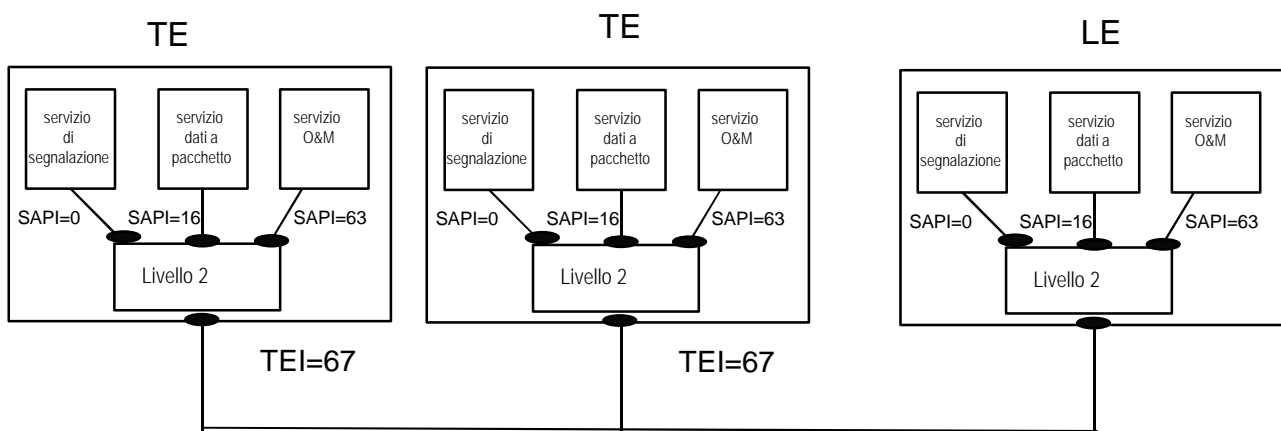 TE
TE
LE
servizio
di
segnalazione
servizio
dati a
pacchetto
servizio
O&M
SAPI=0
SAPI=16
SAPI=63
Livello 2
servizio
di
segnalazione
servizio
dati a
pacchetto
servizio
O&M
SAPI=0
SAPI=16
SAPI=63
Livello 2
servizio
di
segnalazione
servizio
dati a
pacchetto
servizio
O&M
SAPI=0
SAPI=16
SAPI=63
Livello 2
TEI=67
TEI=67